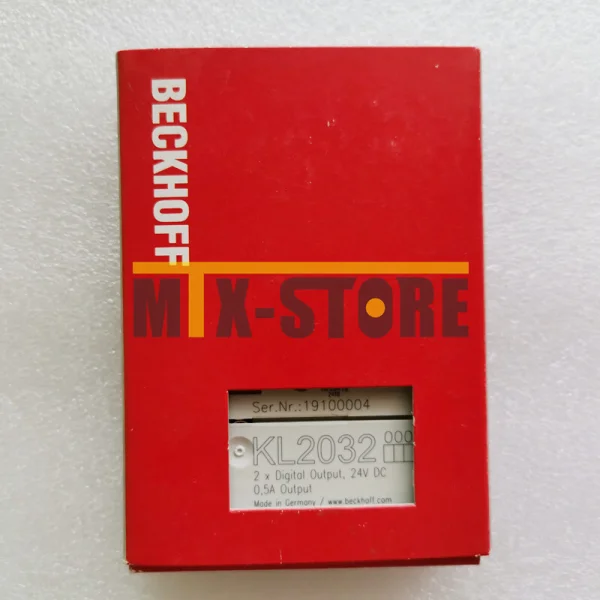 BECKHOFF
MTX-STORE
Ser.Nr.:19100004
KL2032 000
2 x Digital Output, 24V DC
0,5A Output
Made in Germany / www.beckhoff.com